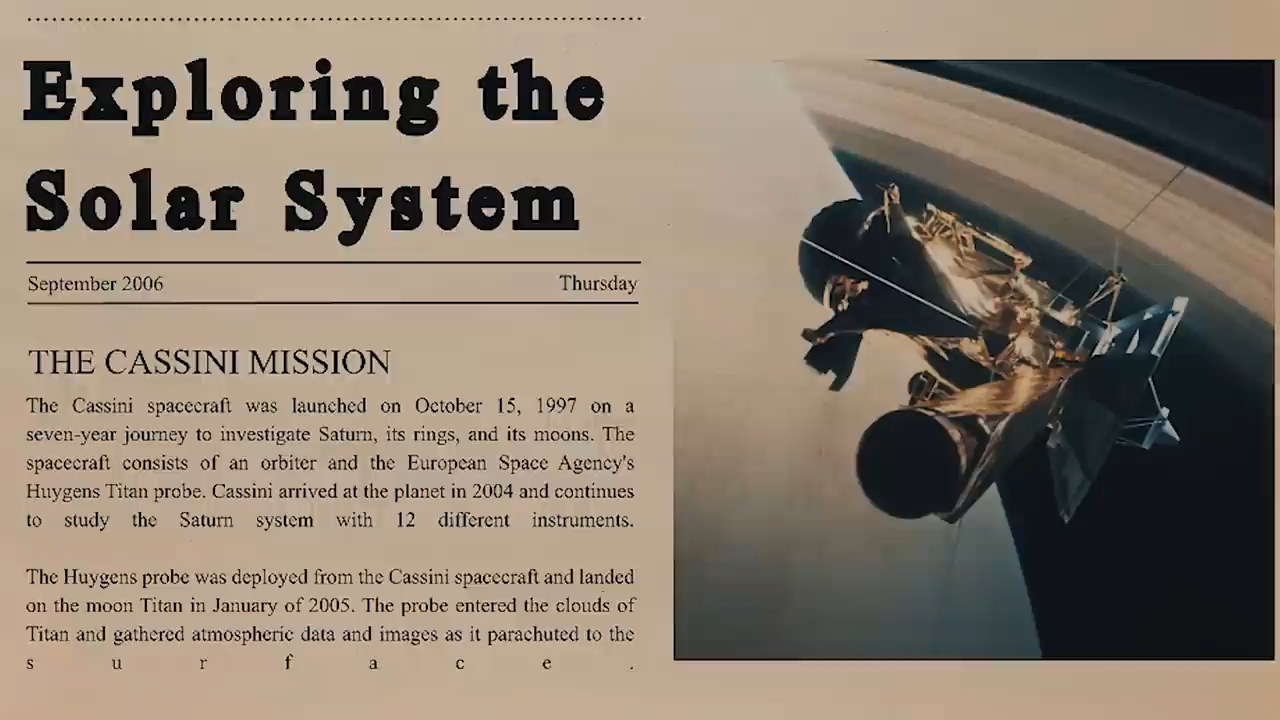 Exploring the
Solar System
September 2006 Thursday
THE CASSINI MISSION
The Cassini spacecraft was launched on October 15, 1997 on a
seven-year journey to investigate Saturn, its rings, and its moons. The
spacecraft consists of an orbiter and the European Space Agency's
Huygens Titan probe. Cassini arrived at the planet in 2004 and continues
to study the Saturn system with 12 different instruments.
The Huygens probe was deployed from the Cassini spacecraft and landed
on the moon Titan in January of 2005. The probe entered the clouds of
Titan and gathered atmospheric data and images as it parachuted to the
s u r f a c e .